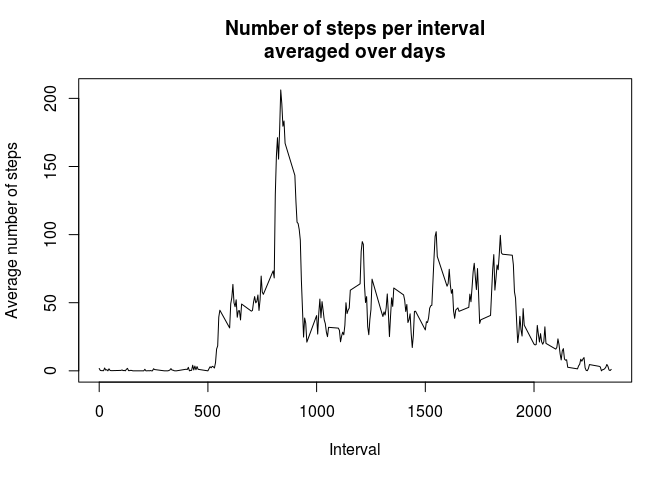 Number of steps per interval
averaged over days
Average number of steps
0
50
100
150
200
0
500
1000
1500
2000
Interval